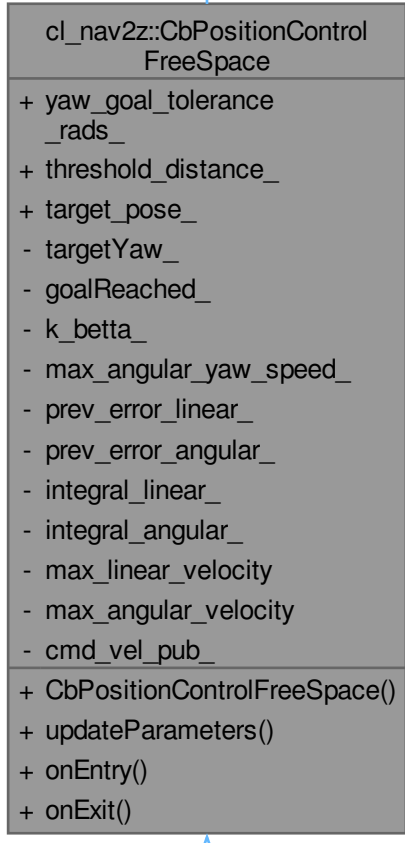 cl_nav2z::CbPositionControl
FreeSpace
+ yaw_goal_tolerance
_rads_
+ threshold_distance_
+ target_pose_
- targetYaw_
- goalReached_
- k_betta_
- max_angular_yaw_speed_
- prev_error_linear_
- prev_error_angular_
- integral_linear_
- integral_angular_
- max_linear_velocity
- max_angular_velocity
- cmd_vel_pub_
+ CbPositionControlFreeSpace()
+ updateParameters()
+ onEntry()
+ onExit()